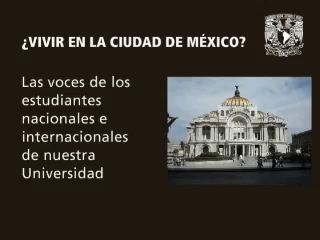 ¿VIVIR EN LA CIUDAD DE MÉXICO?
Las voces de los
estudiantes
nacionales e
internacionales
de nuestra
Universidad